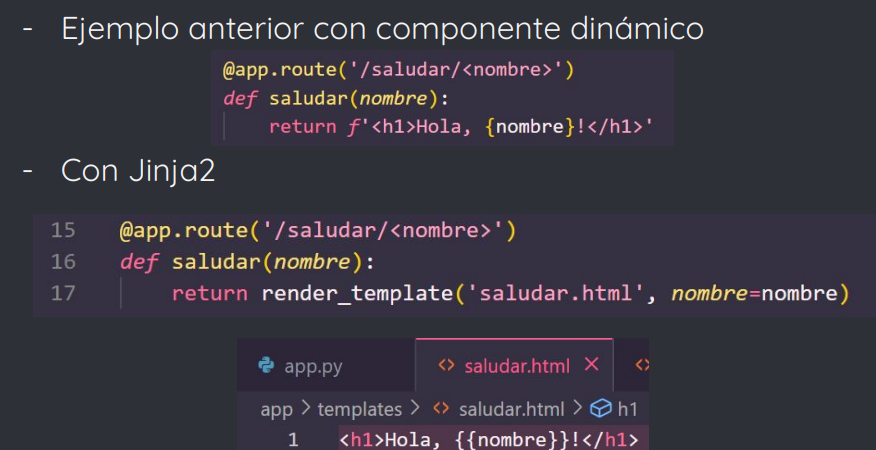 - Ejemplo anterior con componente dinámico
@app.route('/saludar/<nombre>')
def saludar(nombre):
return f'<h1>Hola, {nombre}!</h1>'
- Con Jinja2
15 @app.route('/saludar/<nombre>')
16 def saludar(nombre):
17 return render_template('saludar.html', nombre=nombre)
app.py <> saludar.html × <>
app > templates > <> saludar.html > h1
1 <h1>Hola, {{nombre}}!</h1>